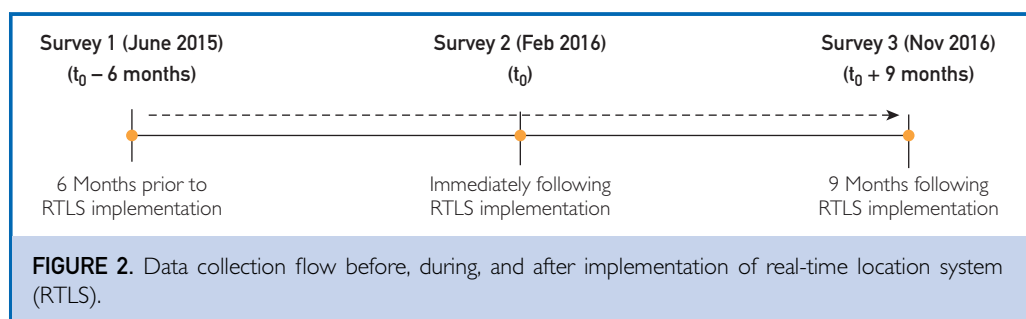 Survey 1 (June 2015) Survey 2 (Feb 2016) Survey 3 (Nov 2016)
(t₀ – 6 months) (t₀) (t₀ + 9 months)
6 Months prior to Immediately following 9 Months following
RTLS implementation RTLS implementation RTLS implementation
FIGURE 2. Data collection flow before, during, and after implementation of real-time location system
(RTLS).